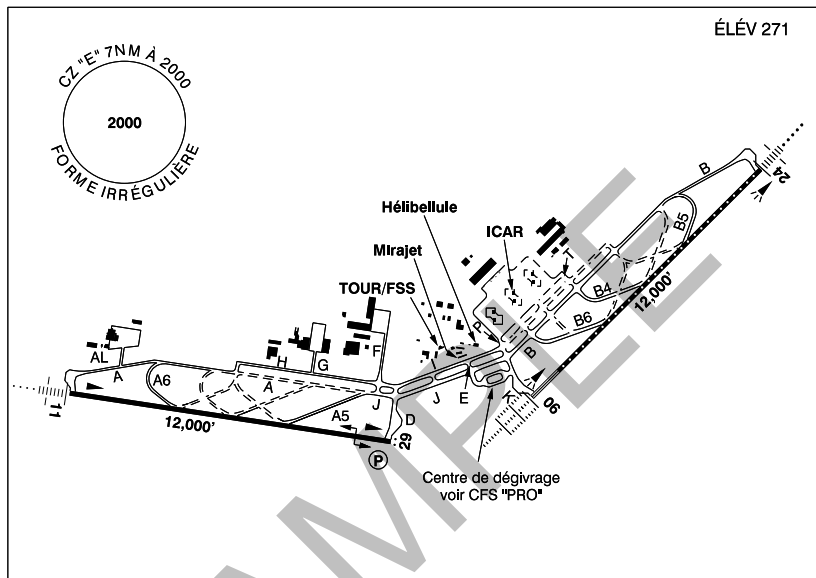 ÉLÉV 271
CZ "E" 7NM À 2000
2000
FORME IRRÉGULIÈRE
24
B
Hélibellule
ICAR
B5
MIrajet
T
TOUR/FSS
B4
12,000'
B6
P
F
AL
H
G
B
A
A6
A
J
J
E
K
06
11
A5
D
12,000'
29
P
Centre de dégivrage
voir CFS "PRO"
SAMPLE